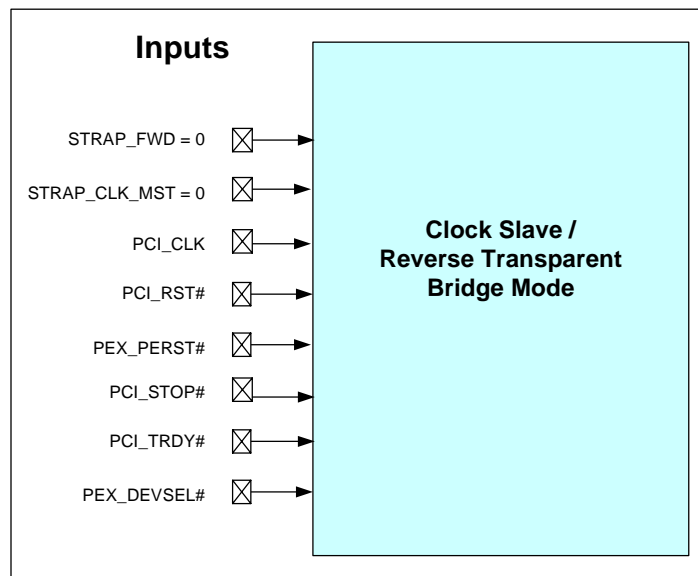 Inputs
STRAP_FWD = 0
STRAP_CLK_MST = 0
PCI_CLK
PCI_RST#
PEX_PERST#
PCI_STOP#
PCI_TRDY#
PEX_DEVSEL#
Clock Slave /
Reverse Transparent
Bridge Mode